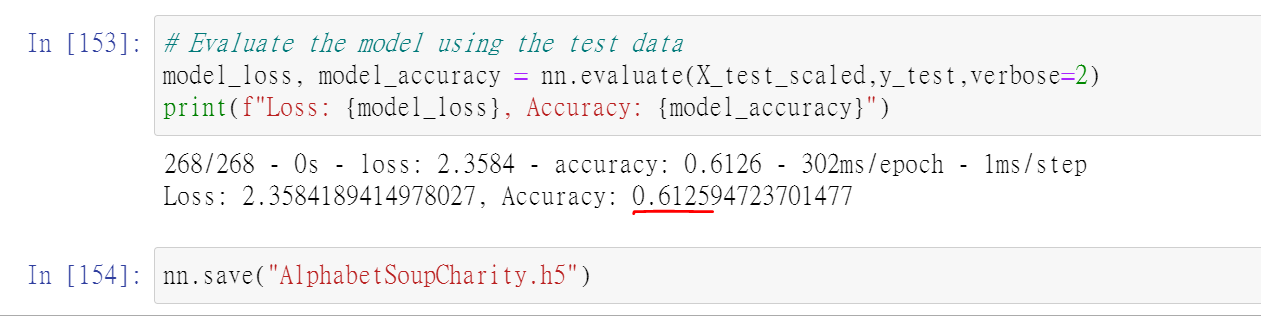 In [153]: # Evaluate the model using the test data
model_loss, model_accuracy = nn.evaluate(X_test_scaled,y_test,verbose=2)
print(f"Loss: {model_loss}, Accuracy: {model_accuracy}")
268/268 - 0s - loss: 2.3584 - accuracy: 0.6126 - 302ms/epoch - 1ms/step
Loss: 2.3584189414978027, Accuracy: 0.612594723701477
In [154]: nn.save("AlphabetSoupCharity.h5")